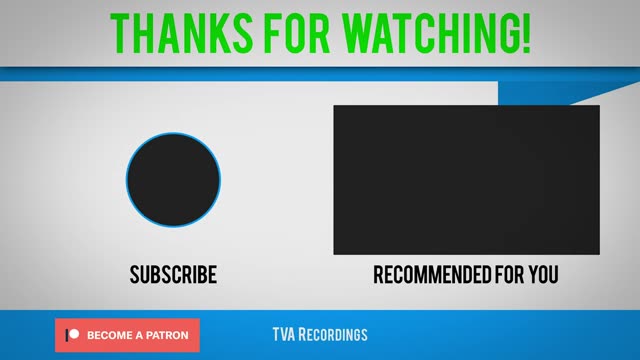 THANKS FOR WATCHING!
SUBSCRIBE
RECOMMENDED FOR YOU
BECOME A PATRON
TVA RECORDINGS